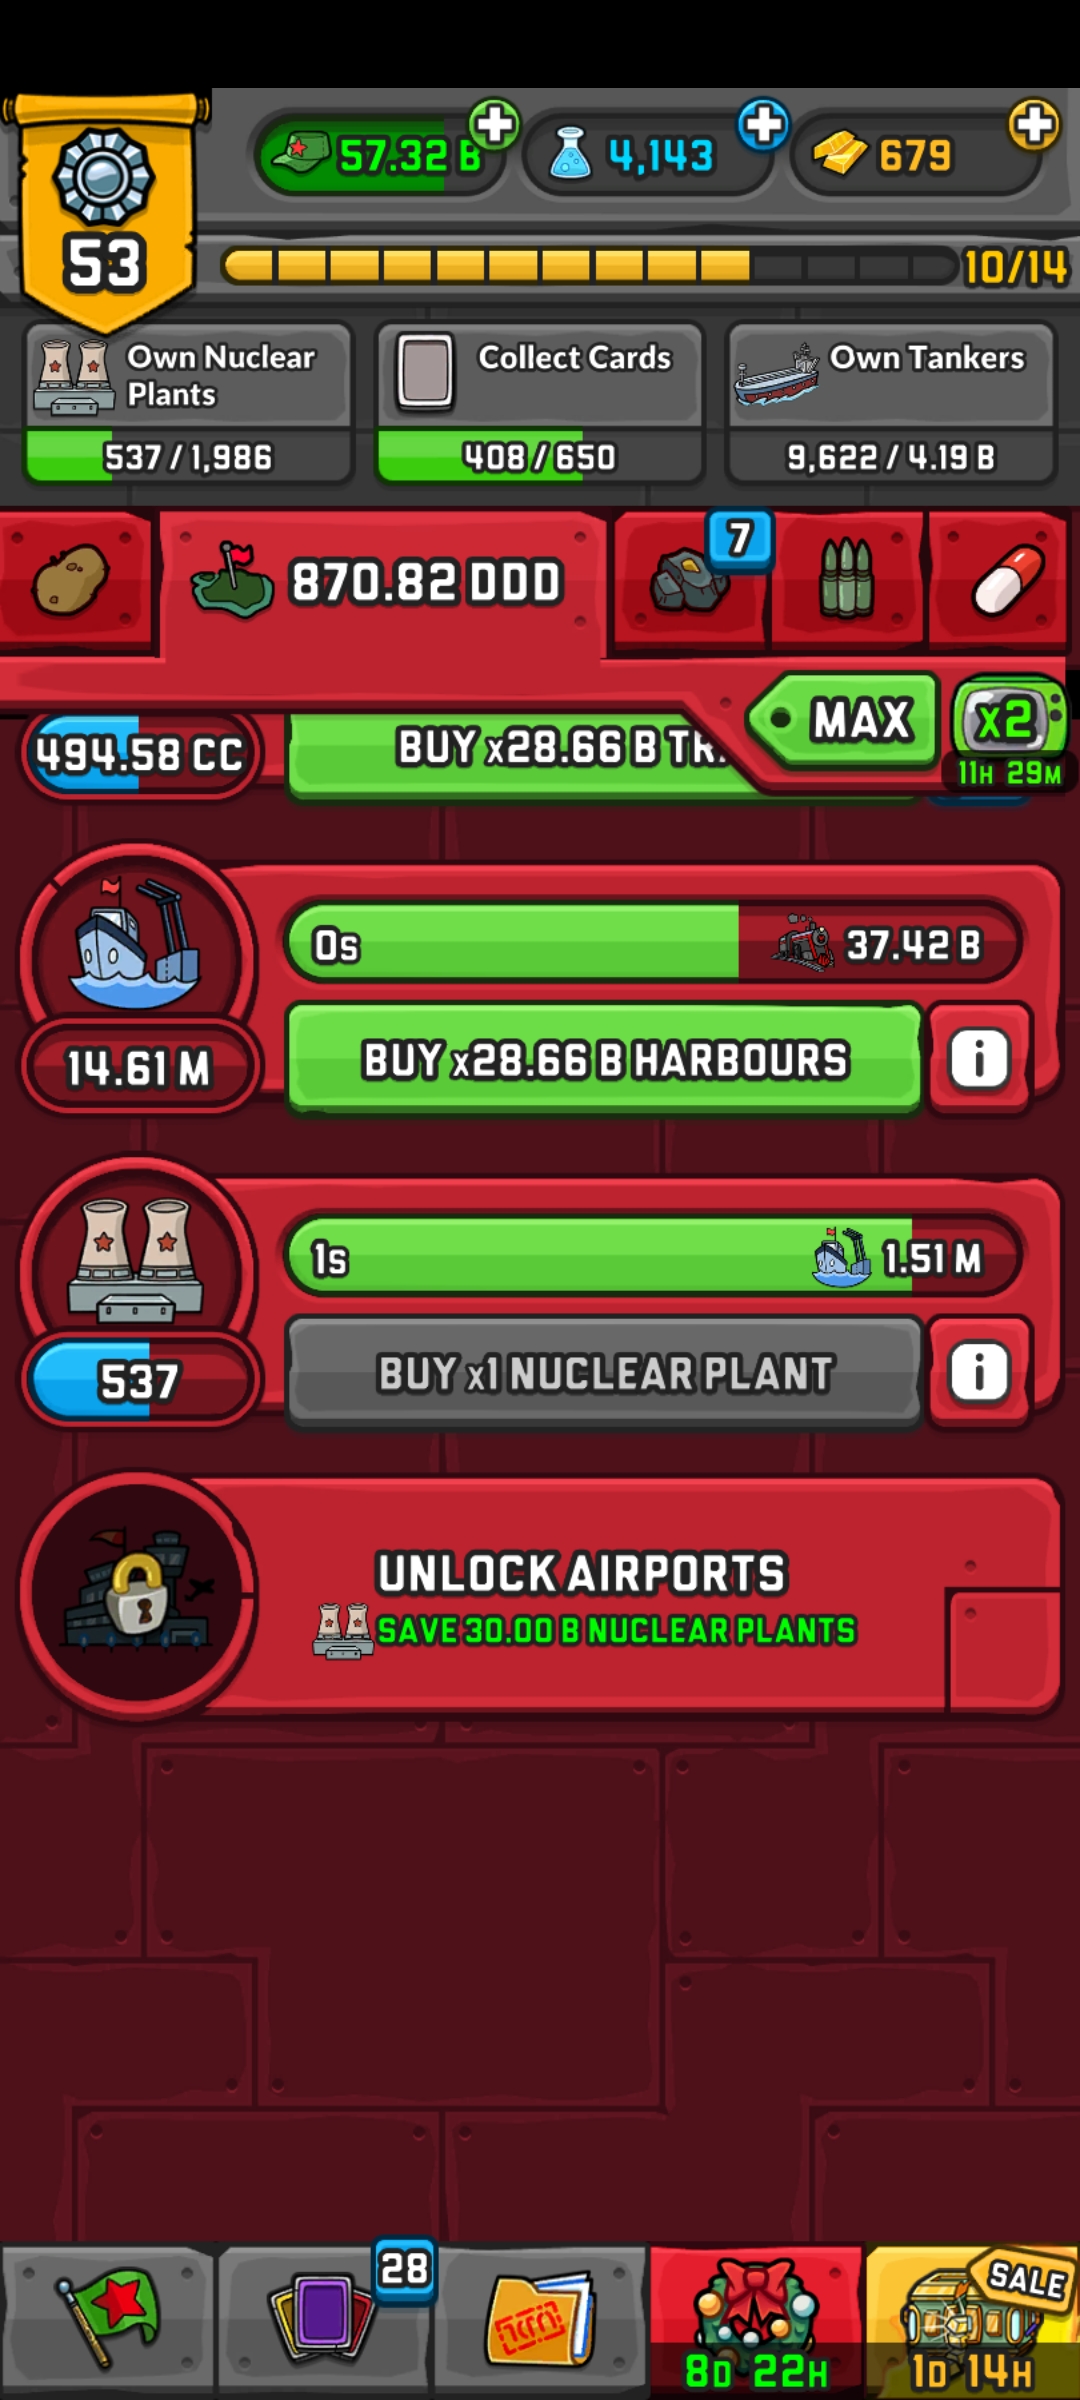 57.32 B
4,143
679
53
10/14
Own Nuclear
Plants
Collect Cards
Own Tankers
537/1,986
408/650
9,622/4.19 B
7
870.82 DDD
MAX
x2
11H 29M
494.58 CC
BUY x28.66 B
0s
37.42 B
14.61 M
BUY x28.66 B HARBOURS
i
1s
1.51 M
537
BUY x1 NUCLEAR PLANT
i
UNLOCK AIRPORTS
SAVE 30.00 B NUCLEAR PLANTS
28
SALE
8D 22H
1D 14H